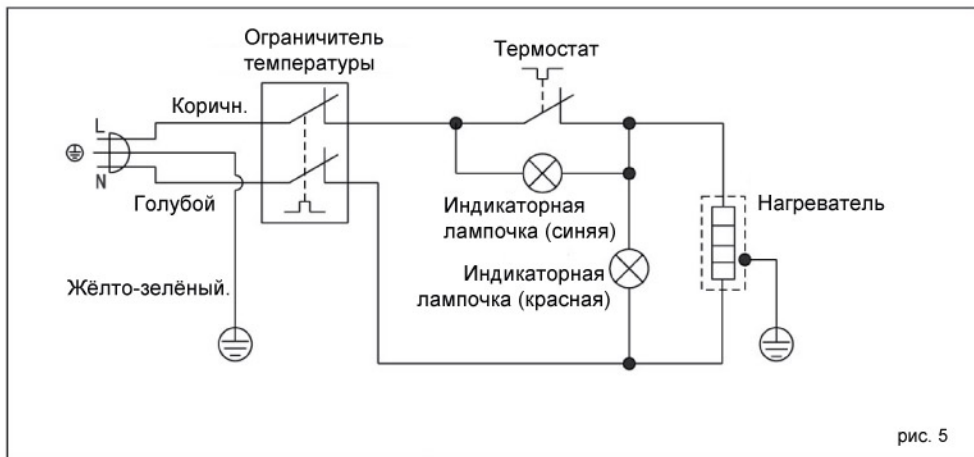 Ограничитель
температуры
Термостат
Коричн.
L
N
Голубой
Индикаторная
лампочка (синяя)
Нагреватель
Индикаторная
лампочка (красная)
Жёлто-зелёный.
рис. 5